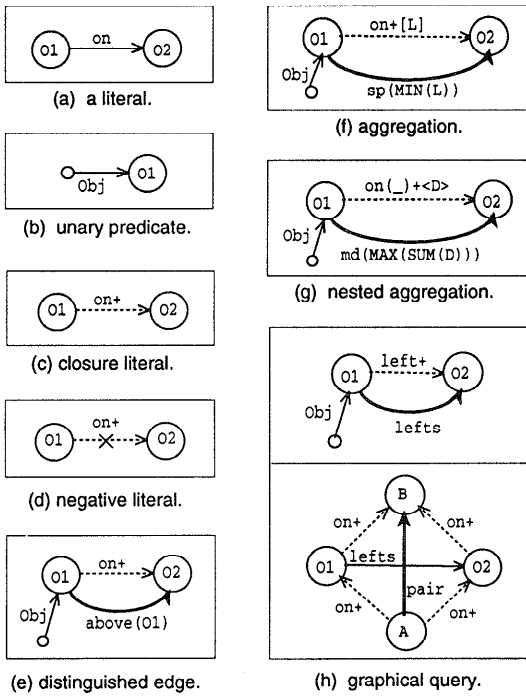 O1 on O2
(a) a literal.
Obj O1
(b) unary predicate.
O1 on+ O2
(c) closure literal.
O1 on+ O2
(d) negative literal.
O1 on+ O2
Obj
above(O1)
(e) distinguished edge.
O1 on+[L] O2
Obj
sp(MIN(L))
(f) aggregation.
O1 on(_)+<D> O2
Obj
md(MAX(SUM(D)))
(g) nested aggregation.
O1 left+ O2
Obj
lefts
B
on+ on+
O1 lefts O2
pair
on+ on+
A
(h) graphical query.